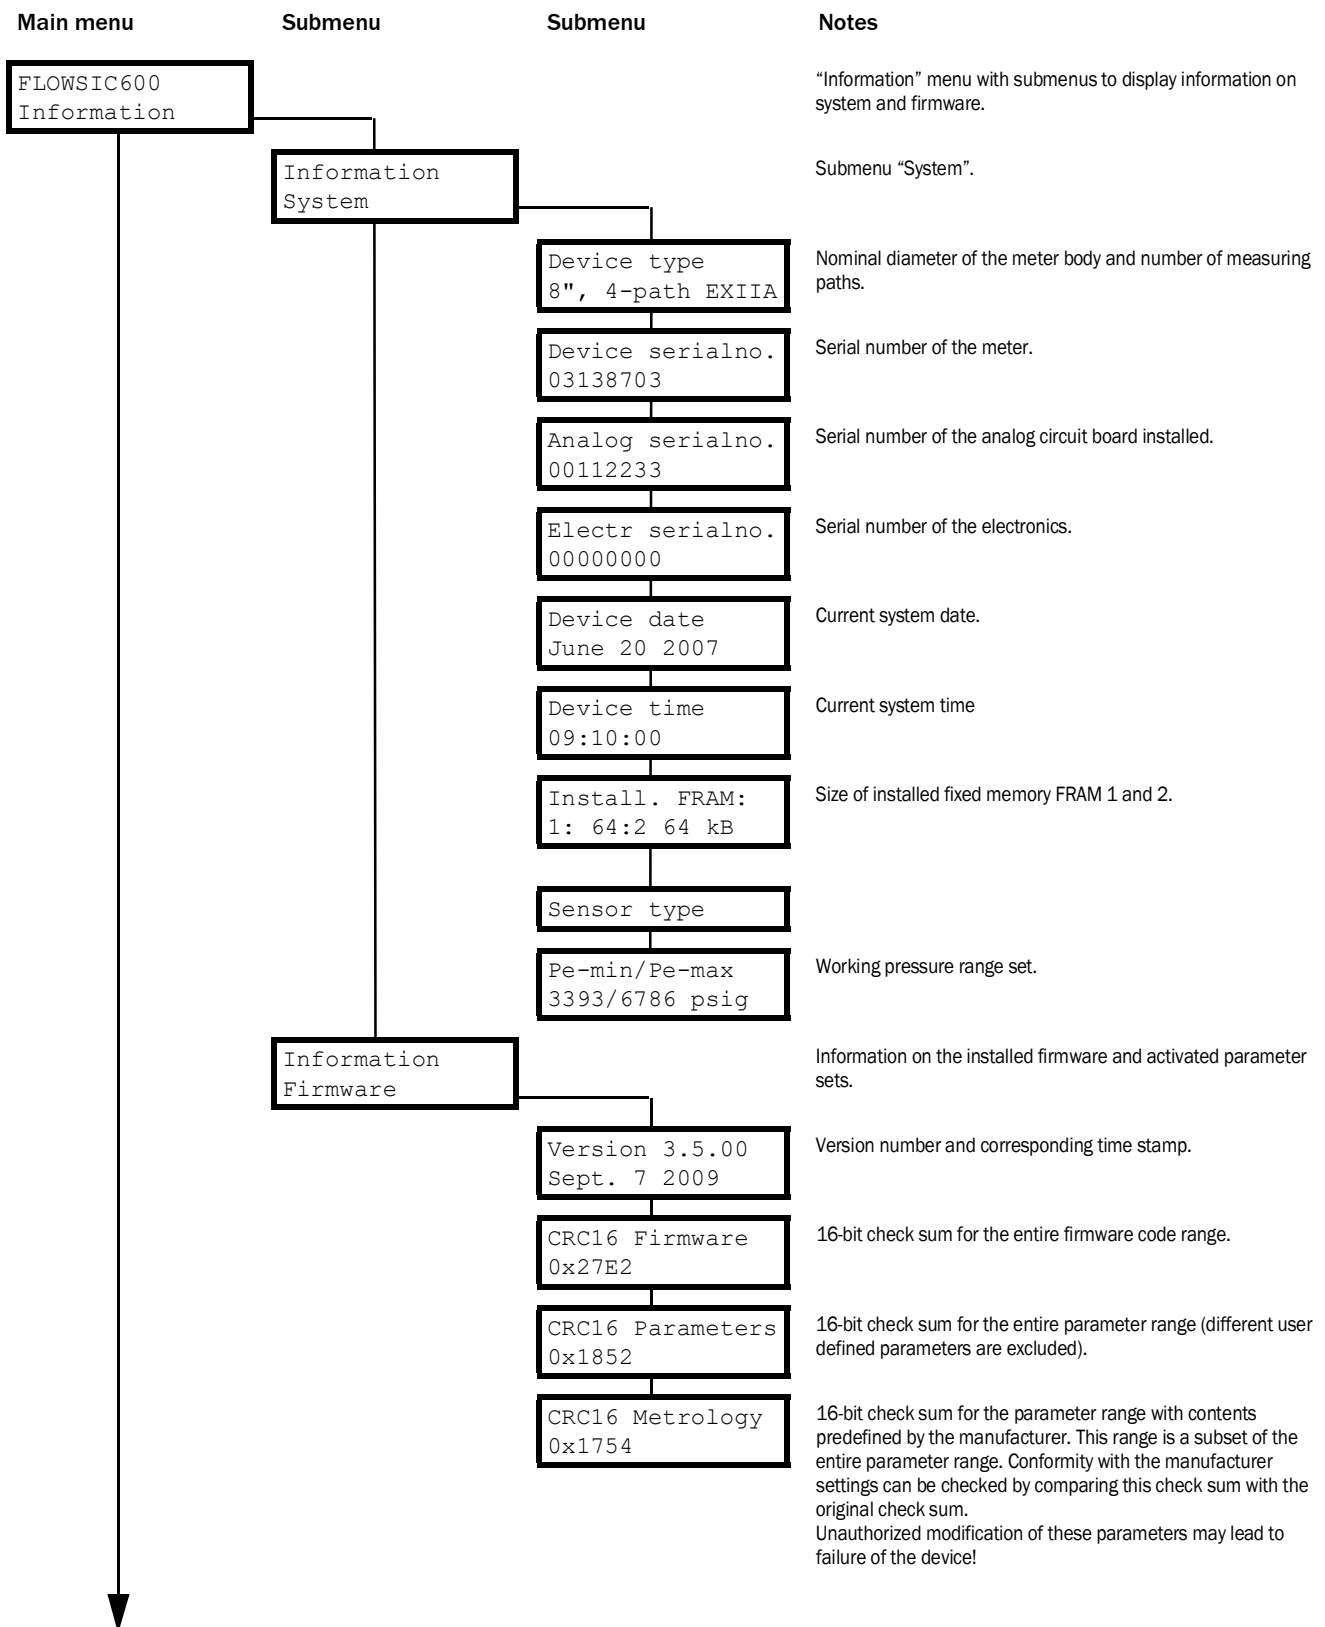 Main menu Submenu Submenu Notes
FLOWSIC600
Information
“Information” menu with submenus to display information on
system and firmware.
Information
System
Submenu “System”.
Device type
8", 4-path EXIIA
Nominal diameter of the meter body and number of measuring
paths.
Device serialno.
03138703
Serial number of the meter.
Analog serialno.
00112233
Serial number of the analog circuit board installed.
Electr serialno.
00000000
Serial number of the electronics.
Device date
June 20 2007
Current system date.
Device time
09:10:00
Current system time
Install. FRAM:
1: 64:2 64 kB
Size of installed fixed memory FRAM 1 and 2.
Sensor type
Pe-min/Pe-max
3393/6786 psig
Working pressure range set.
Information
Firmware
Information on the installed firmware and activated parameter
sets.
Version 3.5.00
Sept. 7 2009
Version number and corresponding time stamp.
CRC16 Firmware
0x27E2
16-bit check sum for the entire firmware code range.
CRC16 Parameters
0x1852
16-bit check sum for the entire parameter range (different user
defined parameters are excluded).
CRC16 Metrology
0x1754
16-bit check sum for the parameter range with contents
predefined by the manufacturer. This range is a subset of the
entire parameter range. Conformity with the manufacturer
settings can be checked by comparing this check sum with the
original check sum.
Unauthorized modification of these parameters may lead to
failure of the device!